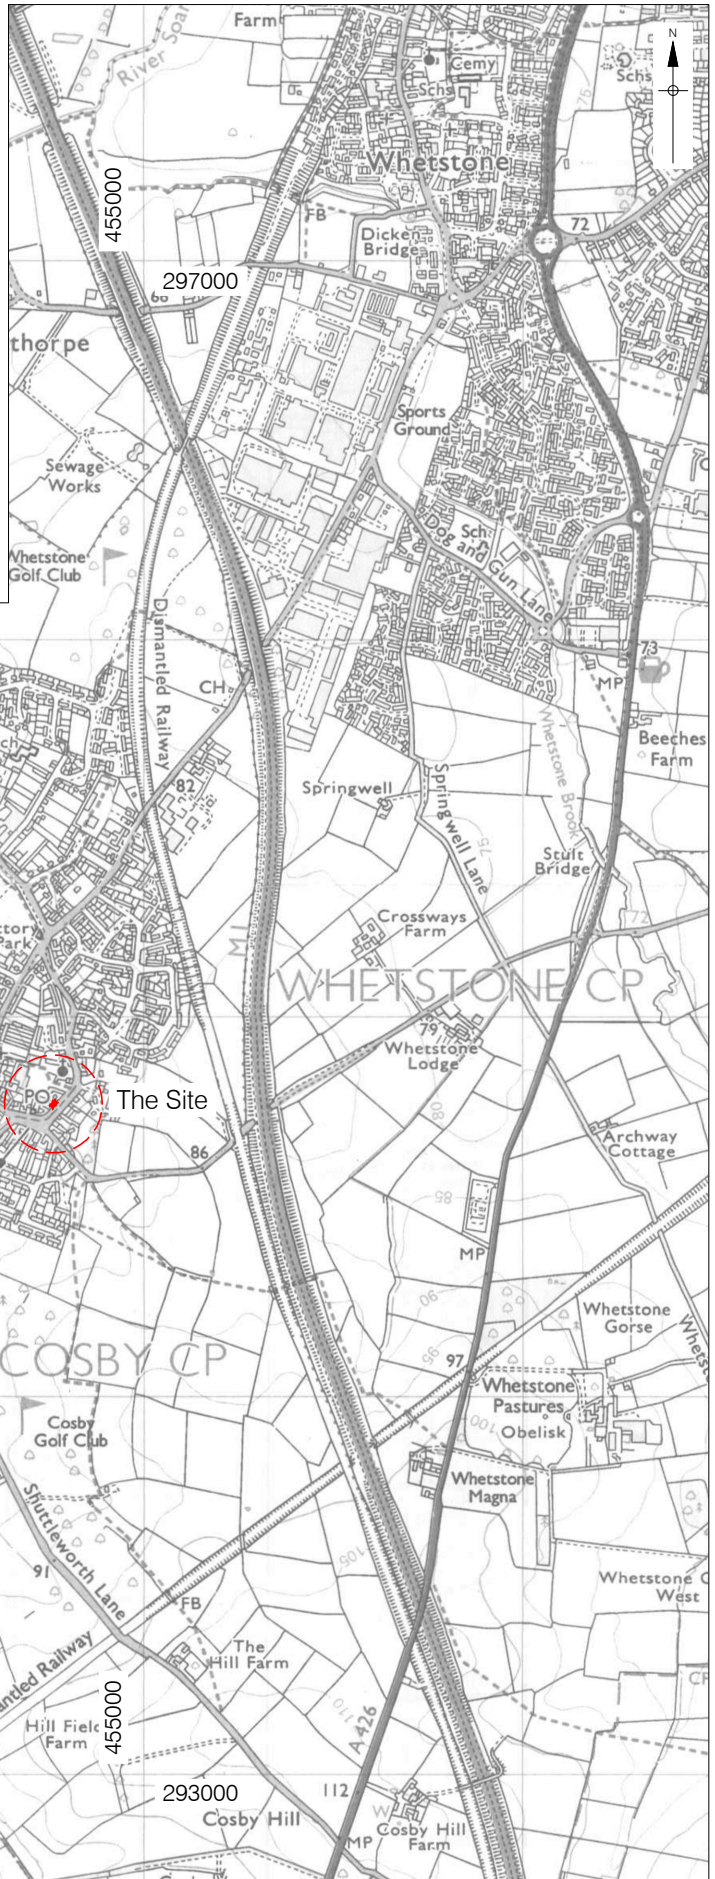 Farm
N
River Soar
Cemy
Schs
Schs
75
Whetstone
455000
FB
72
Dicken
Bridge
297000
66
thorpe
Sports
Ground
Sewage
Works
Sch
Dog and Gun Lane
Whetstone
Golf Club
Dismantled Railway
73
MP
CH
Whetstone Brook
Beeches
Farm
82
Springwell
Springwell Lane
75
Stult
Bridge
Crossways
Farm
72
Park
M1
WHETSTONE CP
79
Whetstone
Lodge
PO
The Site
80
86
Archway
Cottage
85
MP
90
Whetstone
Gorse
95
COSBY CP
97
Whetstone
Pastures
100
Obelisk
Cosby
Golf Club
Whetstone
Magna
Shuttleworth Lane
105
91
Whetstone
West
FB
The
Hill Farm
antled Railway
455000
110
A 426
Hill Field
Farm
293000
112
Cosby Hill
W
Cosby Hill
Farm
MP